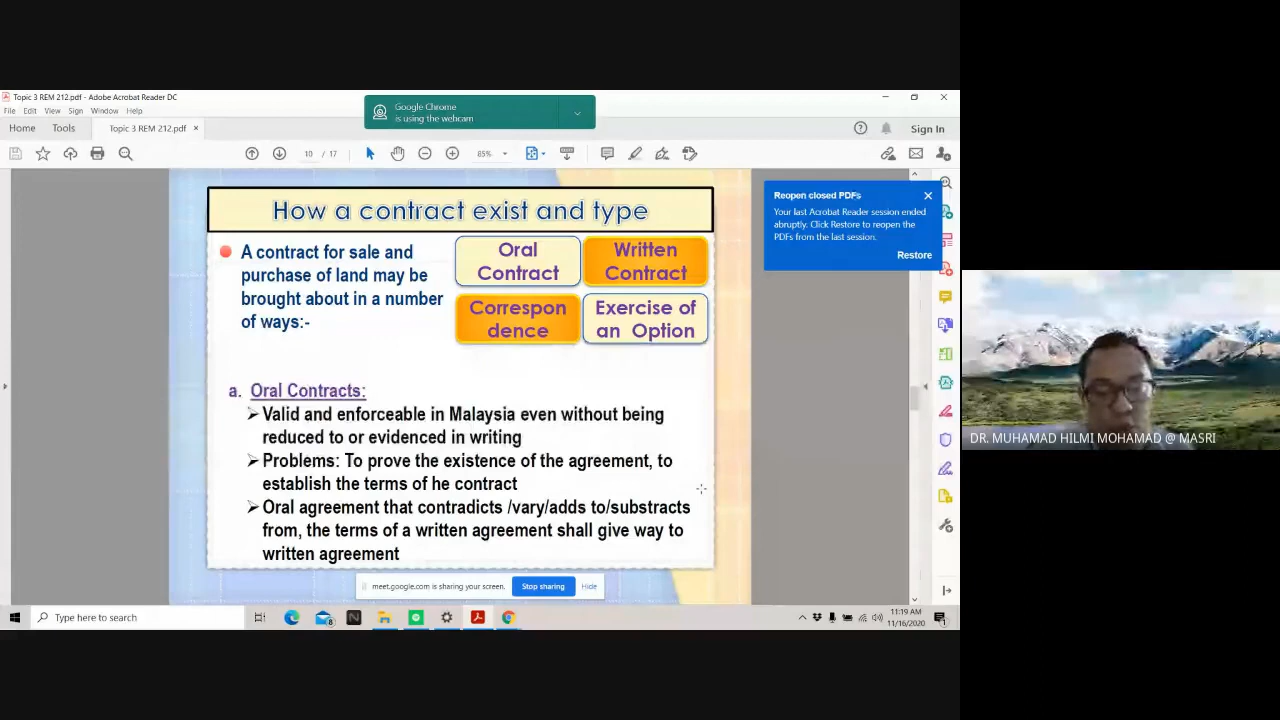 Topic 3 REM 212.pdf - Adobe Acrobat Reader DC
File Edit View Sign Window Help
Google Chrome
is using the webcam
Home Tools Topic 3 REM 212.pdf × Sign In
10 / 17 85%
Reopen closed PDFs
Your last Acrobat Reader session ended
abruptly. Click Restore to reopen the
PDFs from the last session.
Restore
How a contract exist and type
A contract for sale and
purchase of land may be
brought about in a number
of ways:-
Oral
Contract
Written
Contract
Correspon
dence
Exercise of
an Option
a. Oral Contracts:
Valid and enforceable in Malaysia even without being
reduced to or evidenced in writing
Problems: To prove the existence of the agreement, to
establish the terms of he contract
Oral agreement that contradicts /vary/adds to/substracts
from, the terms of a written agreement shall give way to
written agreement
meet.google.com is sharing your screen. Stop sharing Hide
Type here to search
8
N
11:19 AM
11/16/2020
DR. MUHAMAD HILMI MOHAMAD @ MASRI